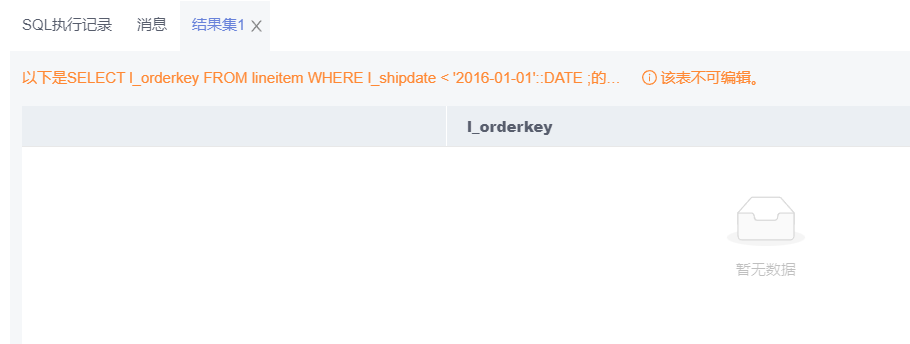 SQL执行记录 消息 结果集1
以下是SELECT l_orderkey FROM lineitem WHERE l_shipdate < '2016-01-01'::DATE ;的... 该表不可编辑。
l_orderkey
暂无数据